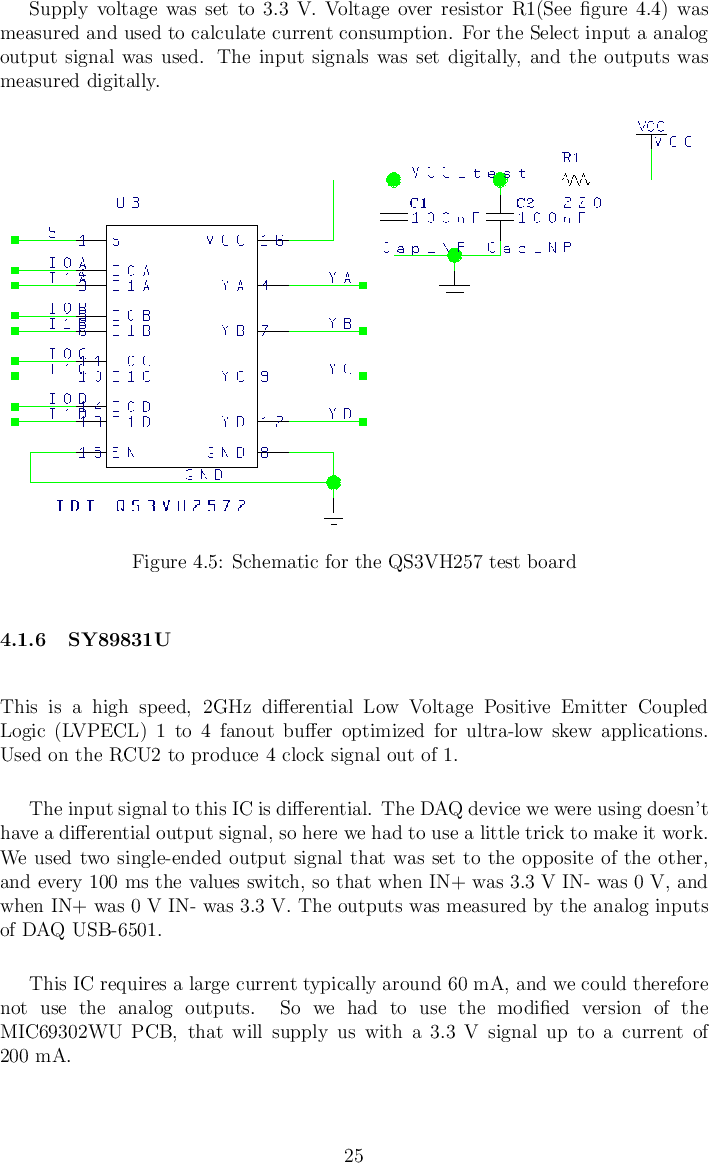 Supply voltage was set to 3.3 V. Voltage over resistor R1(See figure 4.4) was
measured and used to calculate current consumption. For the Select input a analog
output signal was used. The input signals was set digitally, and the outputs was
measured digitally.
VCC
VCC
R1
VCC_test
220
U3
C1
C2
100nF
100nF
Cap_NP
Cap_NP
S
1
S
VCC
16
I0A
I0A
I1A
3
I1A
YA
4
YA
I0B
I0B
I1B
6
I1B
YB
7
YB
I0C
I1C
10
I1C
YC
9
YC
I0D
I0D
I1D
13
I1D
YD
12
YD
15
EN
GND
8
GND
IDT QS3VH257Z
Figure 4.5: Schematic for the QS3VH257 test board
4.1.6 SY89831U
This is a high speed, 2GHz differential Low Voltage Positive Emitter Coupled
Logic (LVPECL) 1 to 4 fanout buffer optimized for ultra-low skew applications.
Used on the RCU2 to produce 4 clock signal out of 1.
The input signal to this IC is differential. The DAQ device we were using doesn't
have a differential output signal, so here we had to use a little trick to make it work.
We used two single-ended output signal that was set to the opposite of the other,
and every 100 ms the values switch, so that when IN+ was 3.3 V IN- was 0 V, and
when IN+ was 0 V IN- was 3.3 V. The outputs was measured by the analog inputs
of DAQ USB-6501.
This IC requires a large current typically around 60 mA, and we could therefore
not use the analog outputs. So we had to use the modified version of the
MIC69302WU PCB, that will supply us with a 3.3 V signal up to a current of
200 mA.
25